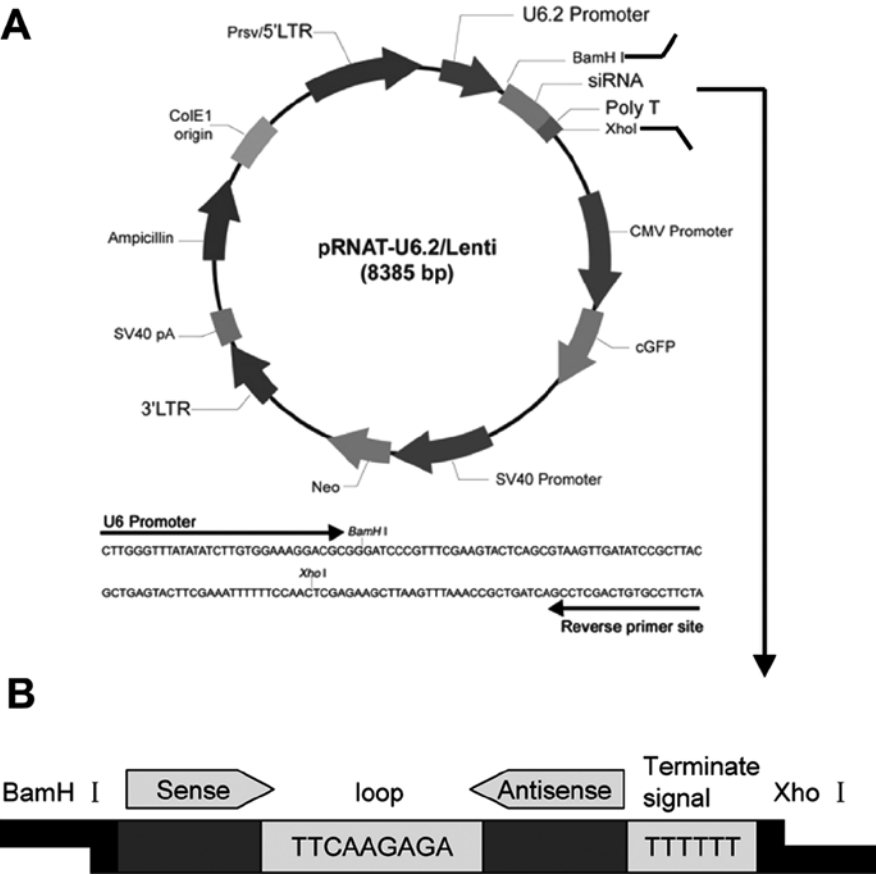 A
Prsv/5'LTR
U6.2 Promoter
BamH I
siRNA
Poly T
XhoI
ColE1
origin
Ampicillin
pRNAT-U6.2/Lenti
(8385 bp)
CMV Promoter
SV40 pA
cGFP
3'LTR
Neo
SV40 Promoter
U6 Promoter
BamH I
CTTGGGTTTATATATCTTGTGGAAAGGACGCGGGATCCCGTTTCGAAGTACTCAGCGTAAGTTGATATCCGCTTAC
Xho I
GCTGAGTACTTCGAAATTTTTTCCAACTCGAGAAGCTTAAGTTTAAACCGCTGATCAGCCTCGACTGTGCCTTCTA
Reverse primer site
B
BamH I
Sense
loop
Antisense
Terminate
signal
Xho I
TTCAAGAGA
TTTTTT